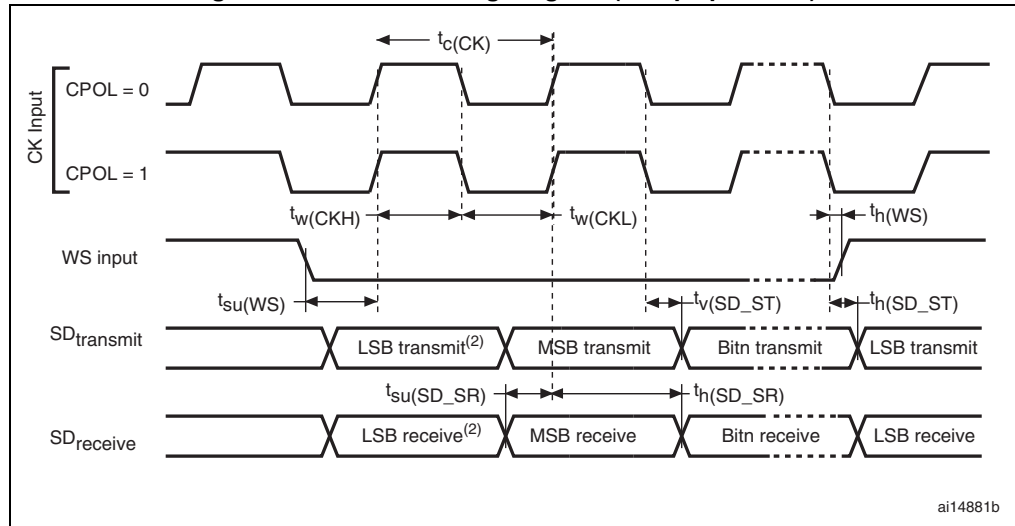 tc(CK)
CK Input
CPOL = 0
CPOL = 1
tw(CKH)
tw(CKL)
th(WS)
WS input
tsu(WS)
tv(SD_ST)
th(SD_ST)
SDtransmit
LSB transmit(2)
MSB transmit
Bitn transmit
LSB transmit
tsu(SD_SR)
th(SD_SR)
SDreceive
LSB receive(2)
MSB receive
Bitn receive
LSB receive
ai14881b